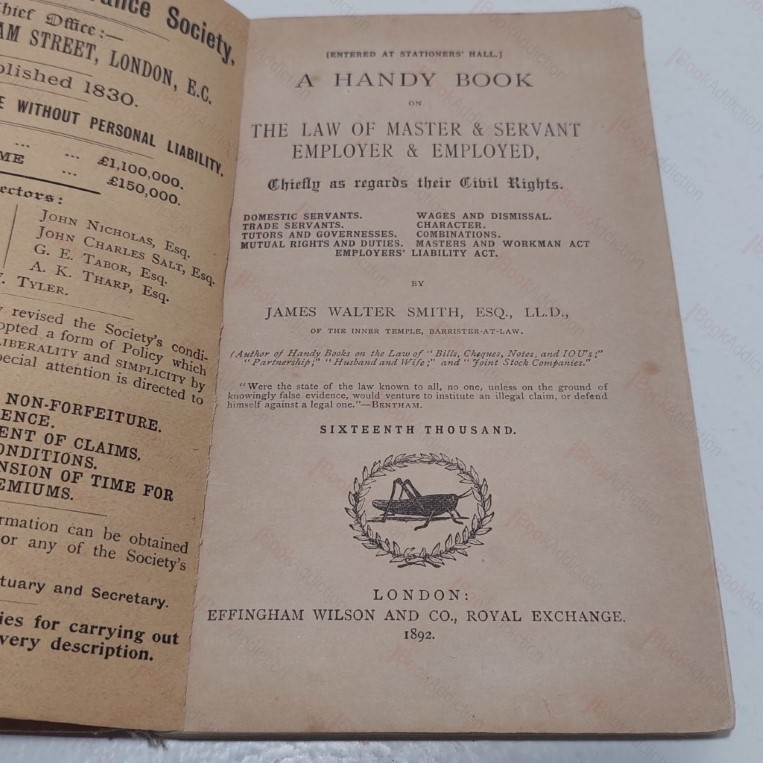 ance Society,
Chief Office:—
AM STREET, LONDON, E.C.
blished 1830.
E WITHOUT PERSONAL LIABILITY.
... ... £1,100,000.
ME ... £150,000.
ectors:
JOHN NICHOLAS, Esq.
JOHN CHARLES SALT, Esq.
G. E. TABOR, Esq.
A. K. THARP, Esq.
TYLER.
revised the Society's condi-
opted a form of Policy which
LIBERALITY and SIMPLICITY by
pecial attention is directed to
NON-FORFEITURE.
ENCE.
ENT OF CLAIMS.
ONDITIONS.
NSION OF TIME FOR
EMIUMS.
rmation can be obtained
or any of the Society's
tuary and Secretary.
ies for carrying out
very description.
[ENTERED AT STATIONERS' HALL.]
A HANDY BOOK
ON
THE LAW OF MASTER & SERVANT
EMPLOYER & EMPLOYED,
Chiefly as regards their Civil Rights.
DOMESTIC SERVANTS. WAGES AND DISMISSAL.
TRADE SERVANTS. CHARACTER.
TUTORS AND GOVERNESSES. COMBINATIONS.
MUTUAL RIGHTS AND DUTIES. MASTERS AND WORKMAN ACT
EMPLOYERS' LIABILITY ACT.
BY
JAMES WALTER SMITH, ESQ., LL.D.,
OF THE INNER TEMPLE, BARRISTER-AT-LAW.
(Author of Handy Books on the Law of "Bills, Cheques, Notes, and IOU's;"
"Partnership;" "Husband and Wife;" and "Joint Stock Companies."
"Were the state of the law known to all, no one, unless on the ground of
knowingly false evidence, would venture to institute an illegal claim, or defend
himself against a legal one."—BENTHAM.
SIXTEENTH THOUSAND.
LONDON:
EFFINGHAM WILSON AND CO., ROYAL EXCHANGE.
1892.
BookAddiction